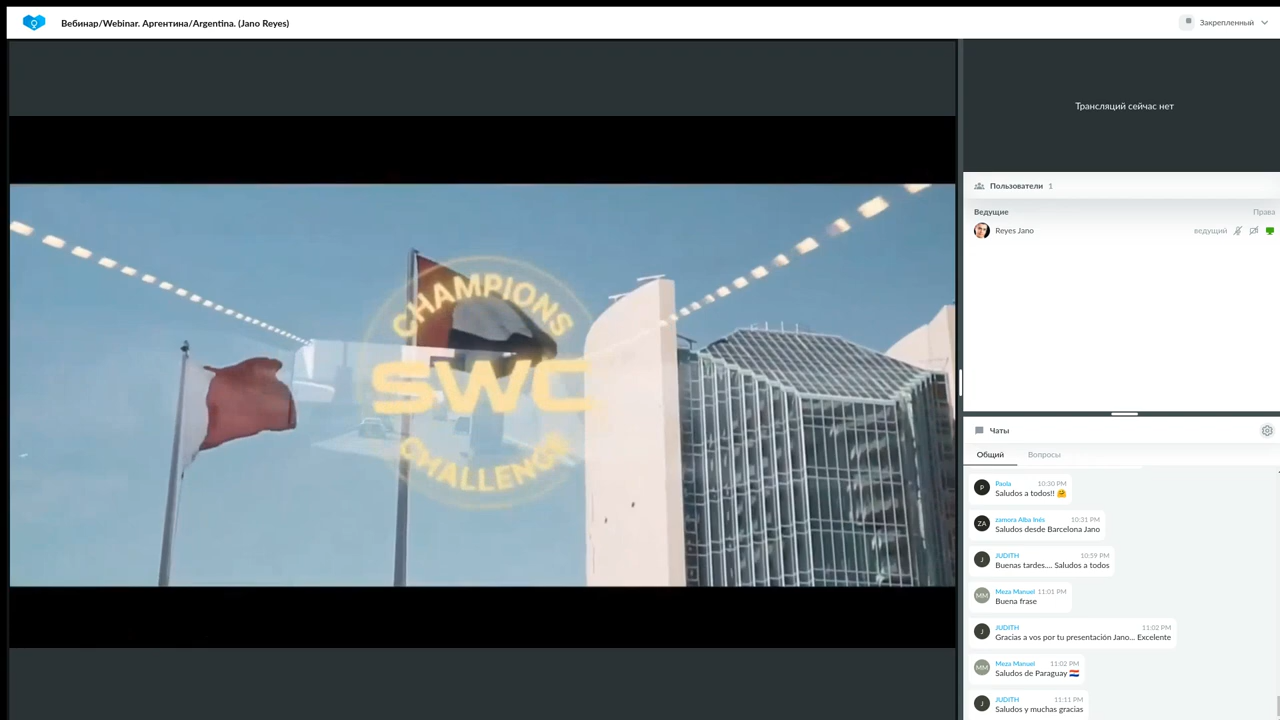 Вебинар/Webinar. Аргентина/Argentina. (Jano Reyes)
Закрепленный
CHAMPIONS
SWC
CHALLENGE
Трансляций сейчас нет
Пользователи 1
Ведущие Права
Reyes Jano ведущий
Чаты
Общий Вопросы
P Paola 10:30 PM
Saludos a todos!! 🤗
ZA zamora Alba Inés 10:31 PM
Saludos desde Barcelona Jano
J JUDITH 10:59 PM
Buenas tardes.... Saludos a todos
MM Meza Manuel 11:01 PM
Buena frase
J JUDITH 11:02 PM
Gracias a vos por tu presentación Jano... Excelente
MM Meza Manuel 11:02 PM
Saludos de Paraguay 🇵🇾
J JUDITH 11:11 PM
Saludos y muchas gracias